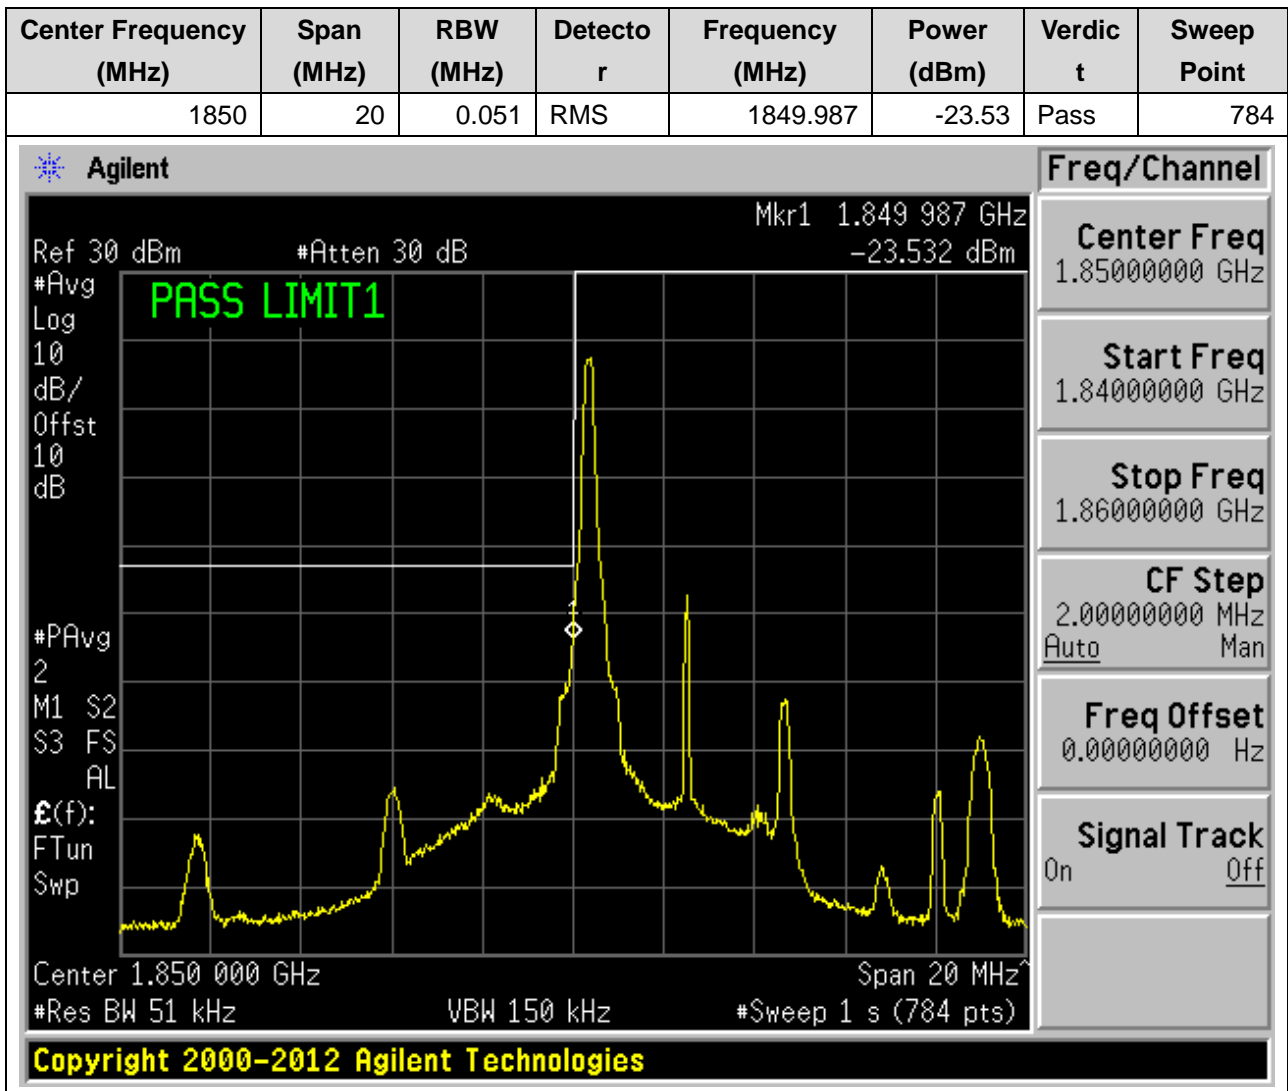 Center Frequency (MHz) Span (MHz) RBW (MHz) Detecto r Frequency (MHz) Power (dBm) Verdic t Sweep Point
1850 20 0.051 RMS 1849.987 -23.53 Pass 784
Agilent
Freq/Channel
Mkr1 1.849 987 GHz
Ref 30 dBm #Atten 30 dB -23.532 dBm
#Avg
Log
10
dB/
Offst
10
dB
PASS LIMIT1
1
#PAvg
2
M1 S2
S3 FS
AL
£(f):
FTun
Swp
Center 1.850 000 GHz Span 20 MHz^
#Res BW 51 kHz VBW 150 kHz #Sweep 1 s (784 pts)
Center Freq
1.85000000 GHz
Start Freq
1.84000000 GHz
Stop Freq
1.86000000 GHz
CF Step
2.00000000 MHz
Auto Man
Freq Offset
0.00000000 Hz
Signal Track
On Off
Copyright 2000-2012 Agilent Technologies